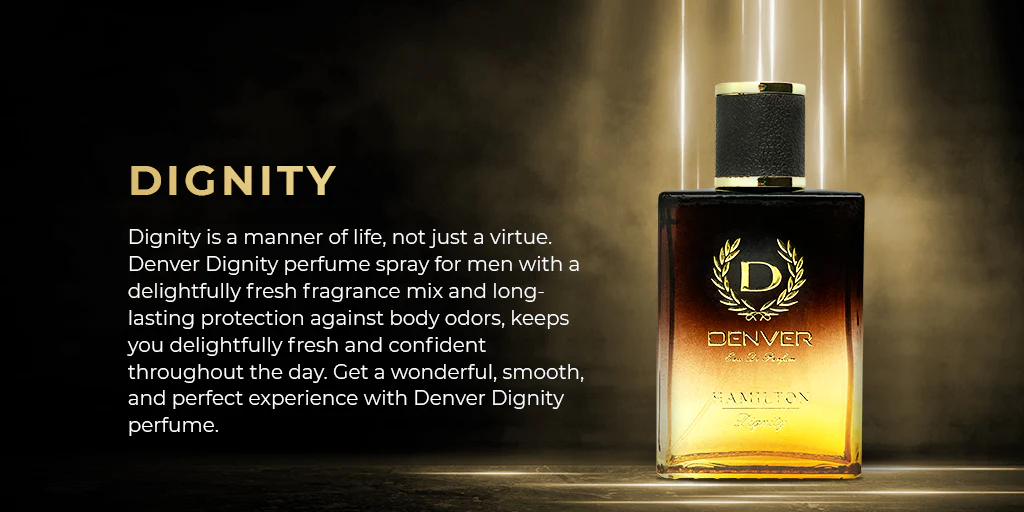 DIGNITY
Dignity is a manner of life, not just a virtue.
Denver Dignity perfume spray for men with a
delightfully fresh fragrance mix and long-
lasting protection against body odors, keeps
you delightfully fresh and confident
throughout the day. Get a wonderful, smooth,
and perfect experience with Denver Dignity
perfume.
D
DENVER
Eau De Parfum
HAMILTON
Dignity